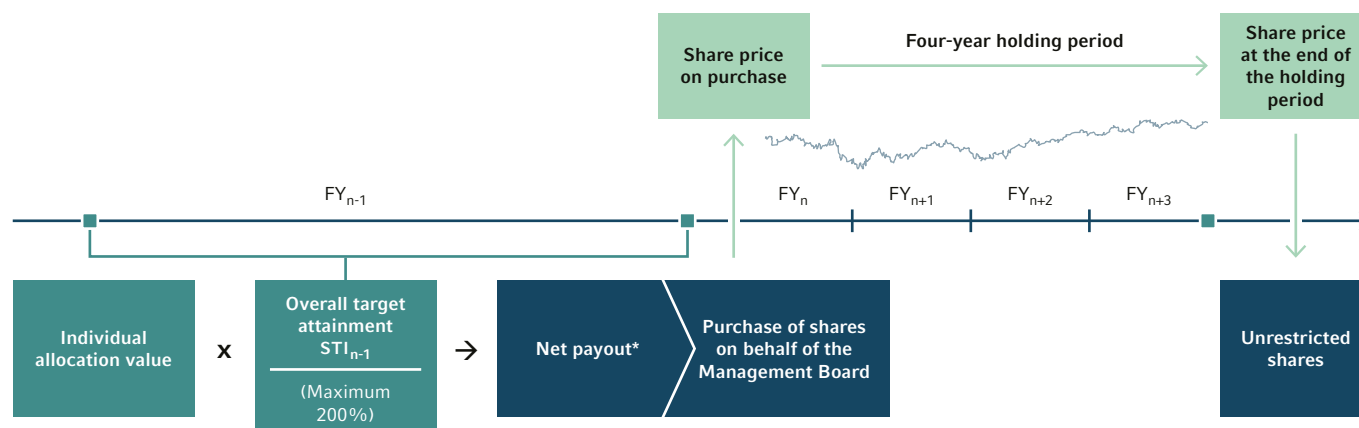 Share price
on purchase
Four-year holding period
Share price
at the end of
the holding
period
FYn-1
FYn
FYn+1
FYn+2
FYn+3
Individual
allocation value
x
Overall target
attainment
STIn-1
(Maximum
200%)
→
Net payout*
Purchase of shares
on behalf of the
Management Board
Unrestricted
shares